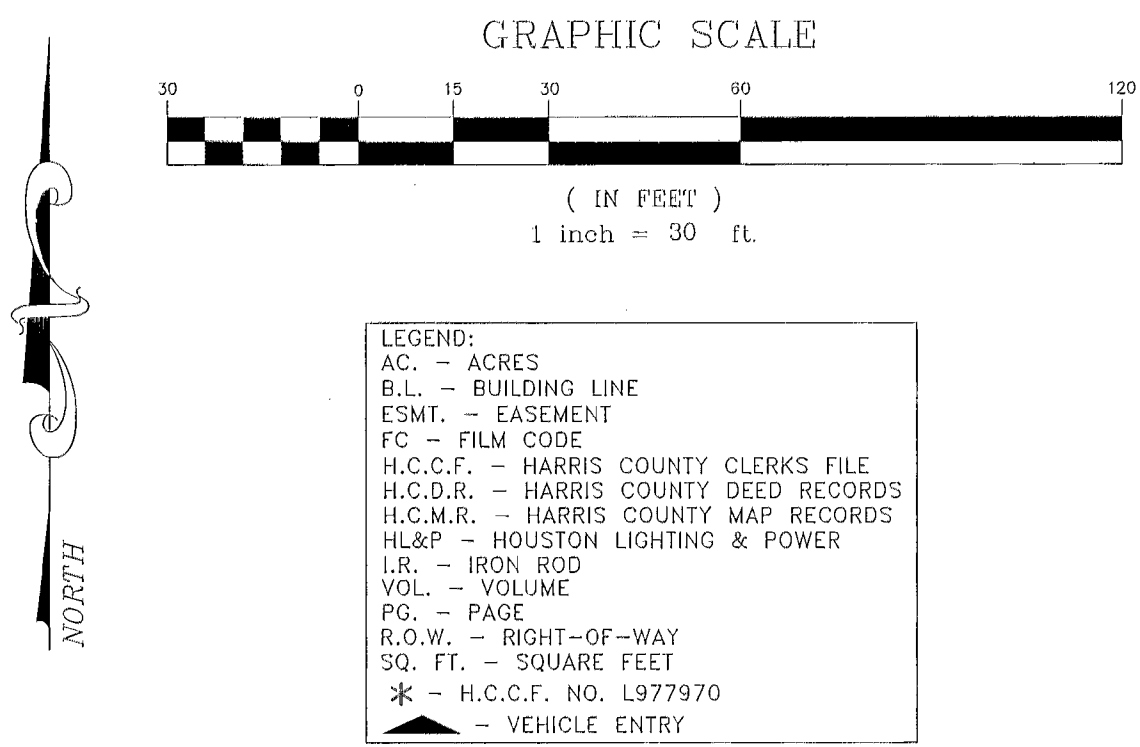 GRAPHIC SCALE
30 0 15 30 60 120
( IN FEET )
1 inch = 30 ft.
NORTH
LEGEND:
AC. – ACRES
B.L. – BUILDING LINE
ESMT. – EASEMENT
FC – FILM CODE
H.C.C.F. – HARRIS COUNTY CLERKS FILE
H.C.D.R. – HARRIS COUNTY DEED RECORDS
H.C.M.R. – HARRIS COUNTY MAP RECORDS
HL&P – HOUSTON LIGHTING & POWER
I.R. – IRON ROD
VOL. – VOLUME
PG. – PAGE
R.O.W. – RIGHT–OF–WAY
SQ. FT. – SQUARE FEET
* – H.C.C.F. NO. L977970
– VEHICLE ENTRY